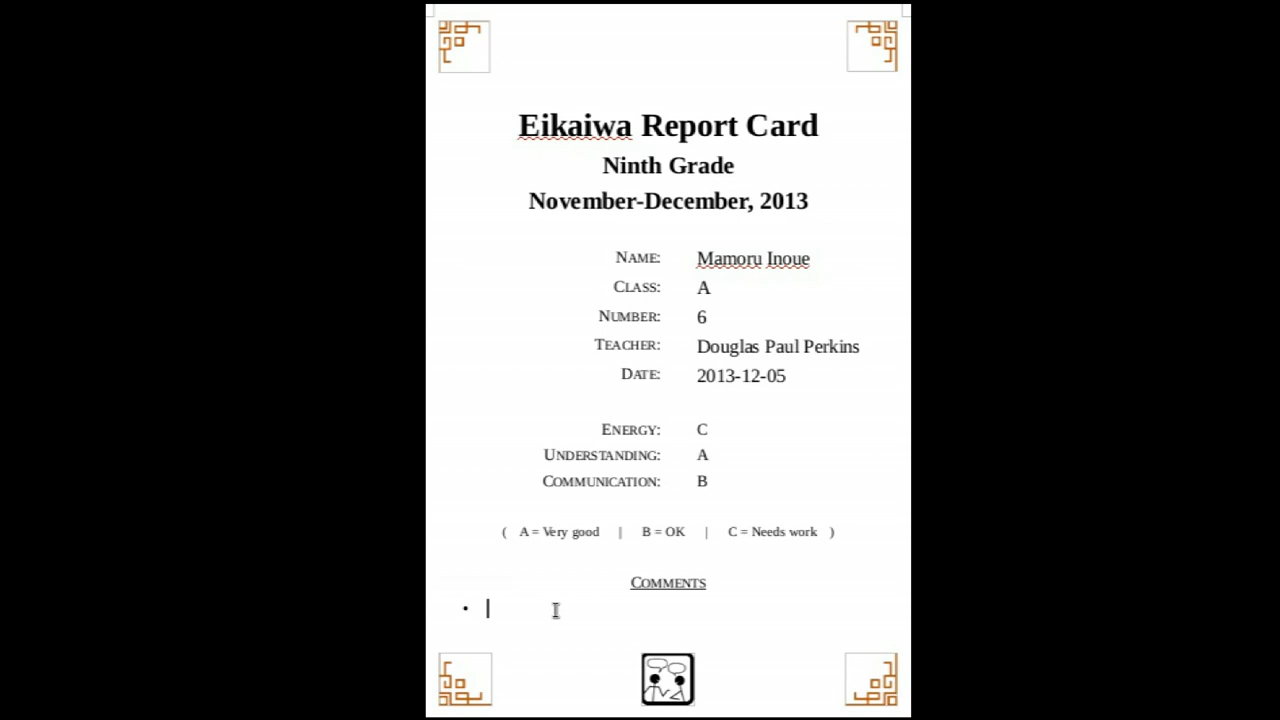 Eikaiwa Report Card
Ninth Grade
November-December, 2013
NAME: Mamoru Inoue
CLASS: A
NUMBER: 6
TEACHER: Douglas Paul Perkins
DATE: 2013-12-05
ENERGY: C
UNDERSTANDING: A
COMMUNICATION: B
( A = Very good | B = OK | C = Needs work )
COMMENTS
•